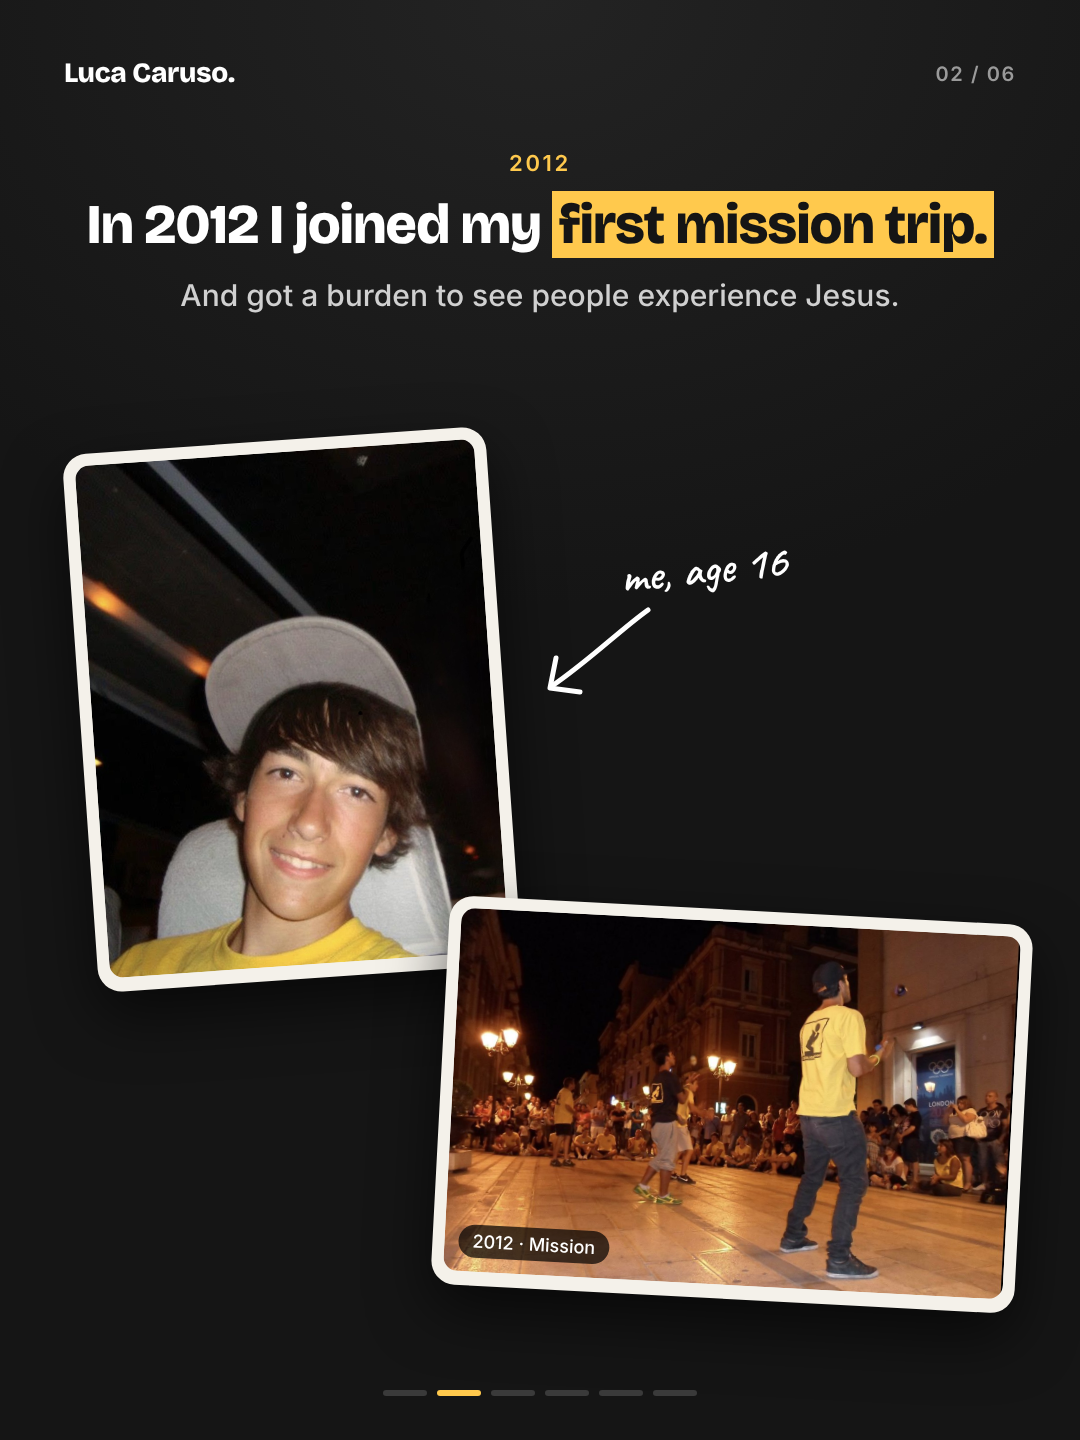 Luca Caruso.
02 / 06
2012
In 2012 I joined my first mission trip.
And got a burden to see people experience Jesus.
me, age 16
LONDON
2012 · Mission